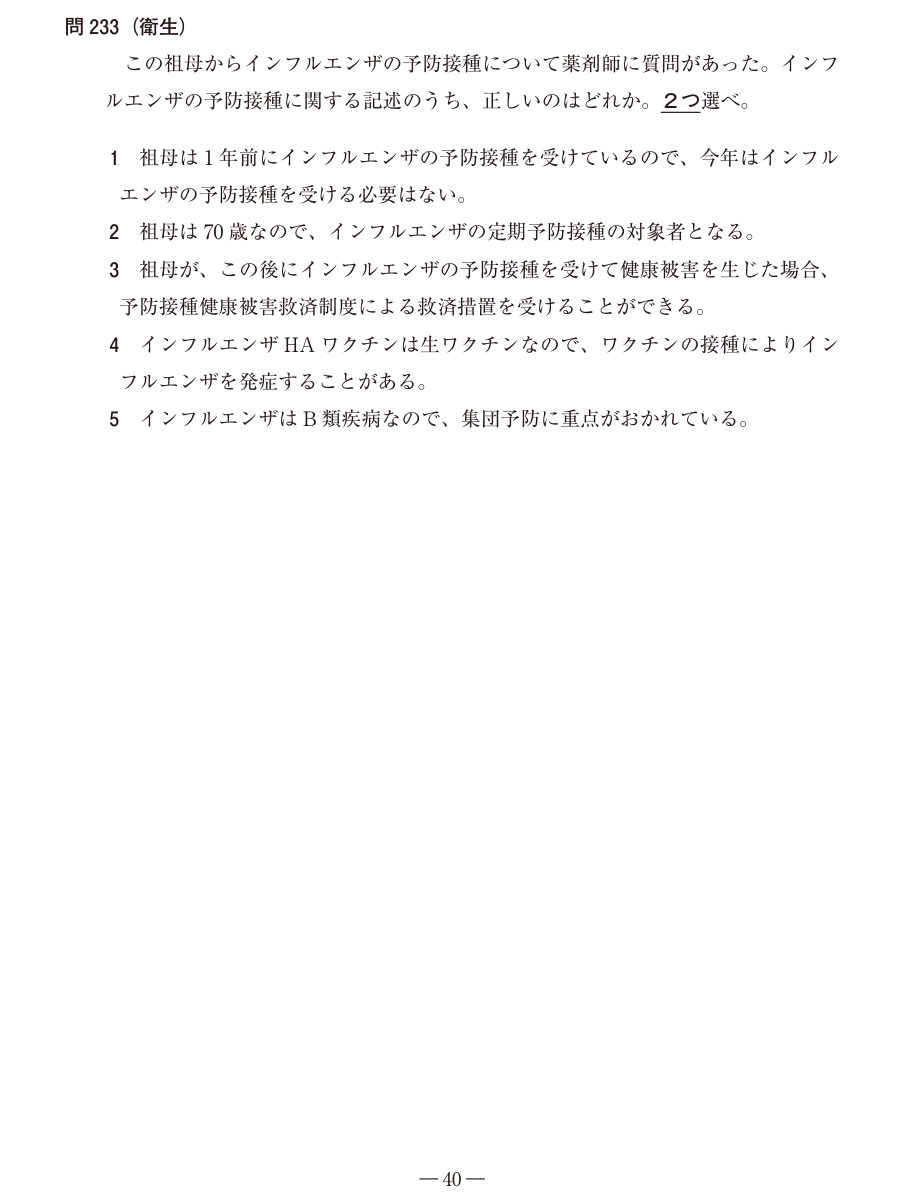 問 233（衛生）
この祖母からインフルエンザの予防接種について薬剤師に質問があった。インフ
ルエンザの予防接種に関する記述のうち、正しいのはどれか。２つ選べ。
1 祖母は 1 年前にインフルエンザの予防接種を受けているので、今年はインフル
エンザの予防接種を受ける必要はない。
2 祖母は 70 歳なので、インフルエンザの定期予防接種の対象者となる。
3 祖母が、この後にインフルエンザの予防接種を受けて健康被害を生じた場合、
予防接種健康被害救済制度による救済措置を受けることができる。
4 インフルエンザ HA ワクチンは生ワクチンなので、ワクチンの接種によりイン
フルエンザを発症することがある。
5 インフルエンザは B 類疾病なので、集団予防に重点がおかれている。
― 40 ―